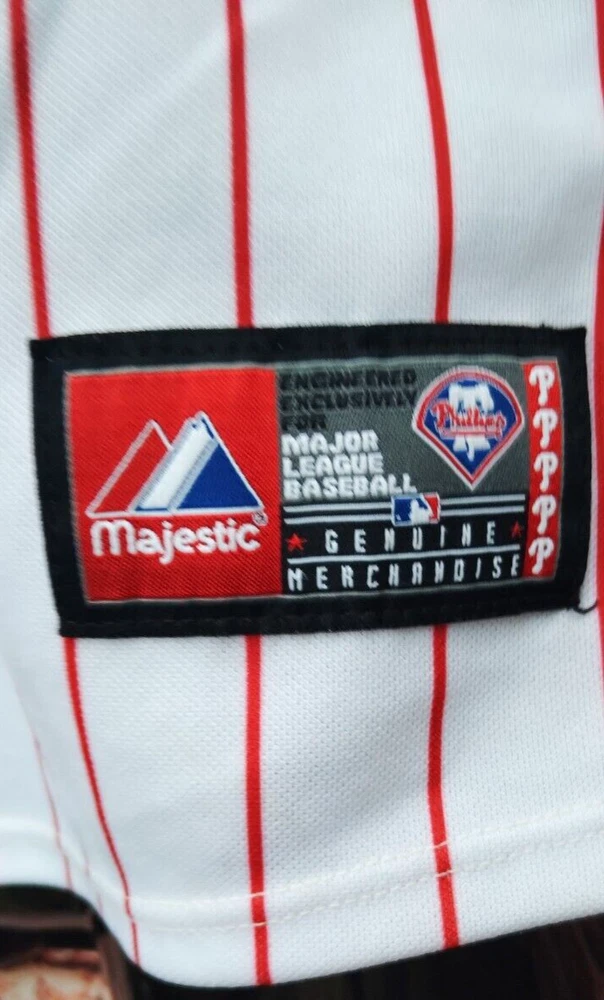 Majestic
ENGINEERED
EXCLUSIVELY
FOR
MAJOR
LEAGUE
BASEBALL
GENUINE
MERCHANDISE
Phillies
P
P
P
P
P